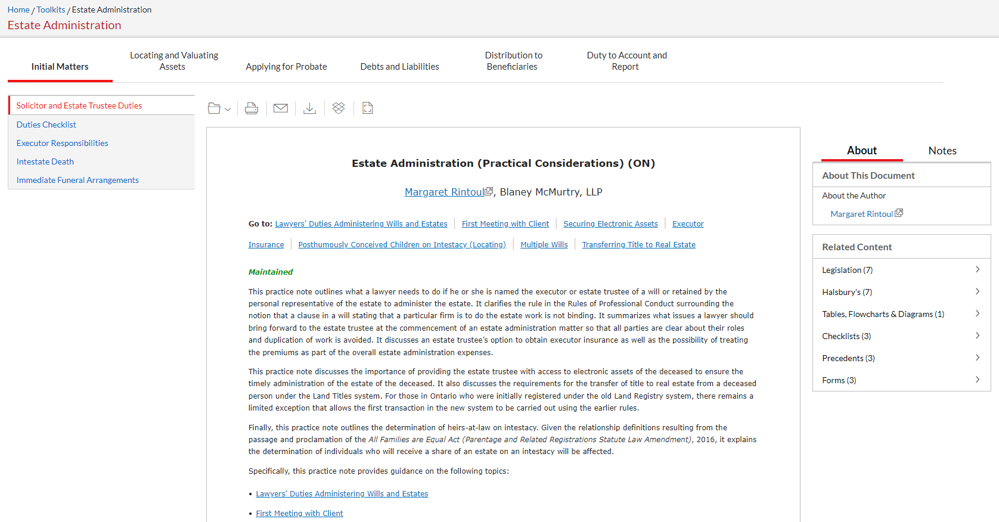 Home / Toolkits / Estate Administration
Estate Administration
Initial Matters
Locating and Valuating
Assets
Applying for Probate
Debts and Liabilities
Distribution to
Beneficiaries
Duty to Account and
Report
Solicitor and Estate Trustee Duties
Duties Checklist
Executor Responsibilities
Intestate Death
Immediate Funeral Arrangements
Estate Administration (Practical Considerations) (ON)
Margaret Rintoul, Blaney McMurtry, LLP
Go to: Lawyers’ Duties Administering Wills and Estates | First Meeting with Client | Securing Electronic Assets | Executor
Insurance | Posthumously Conceived Children on Intestacy (Locating) | Multiple Wills | Transferring Title to Real Estate
Maintained
This practice note outlines what a lawyer needs to do if he or she is named the executor or estate trustee of a will or retained by the
personal representative of the estate to administer the estate. It clarifies the rule in the Rules of Professional Conduct surrounding the
notion that a clause in a will stating that a particular firm is to do the estate work is not binding. It summarizes what issues a lawyer should
bring forward to the estate trustee at the commencement of an estate administration matter so that all parties are clear about their roles
and duplication of work is avoided. It discusses an estate trustee’s option to obtain executor insurance as well as the possibility of treating
the premiums as part of the overall estate administration expenses.
This practice note discusses the importance of providing the estate trustee with access to electronic assets of the deceased to ensure the
timely administration of the estate of the deceased. It also discusses the requirements for the transfer of title to real estate from a deceased
person under the Land Titles system. For those in Ontario who were initially registered under the old Land Registry system, there remains a
limited exception that allows the first transaction in the new system to be carried out using the earlier rules.
Finally, this practice note outlines the determination of heirs-at-law on intestacy. Given the relationship definitions resulting from the
passage and proclamation of the All Families are Equal Act (Parentage and Related Registrations Statute Law Amendment), 2016, it explains
the determination of individuals who will receive a share of an estate on an intestacy will be affected.
Specifically, this practice note provides guidance on the following topics:
• Lawyers’ Duties Administering Wills and Estates
• First Meeting with Client
About
Notes
About This Document
About the Author
Margaret Rintoul
Related Content
Legislation (7)
Halsbury's (7)
Tables, Flowcharts & Diagrams (1)
Checklists (3)
Precedents (3)
Forms (3)